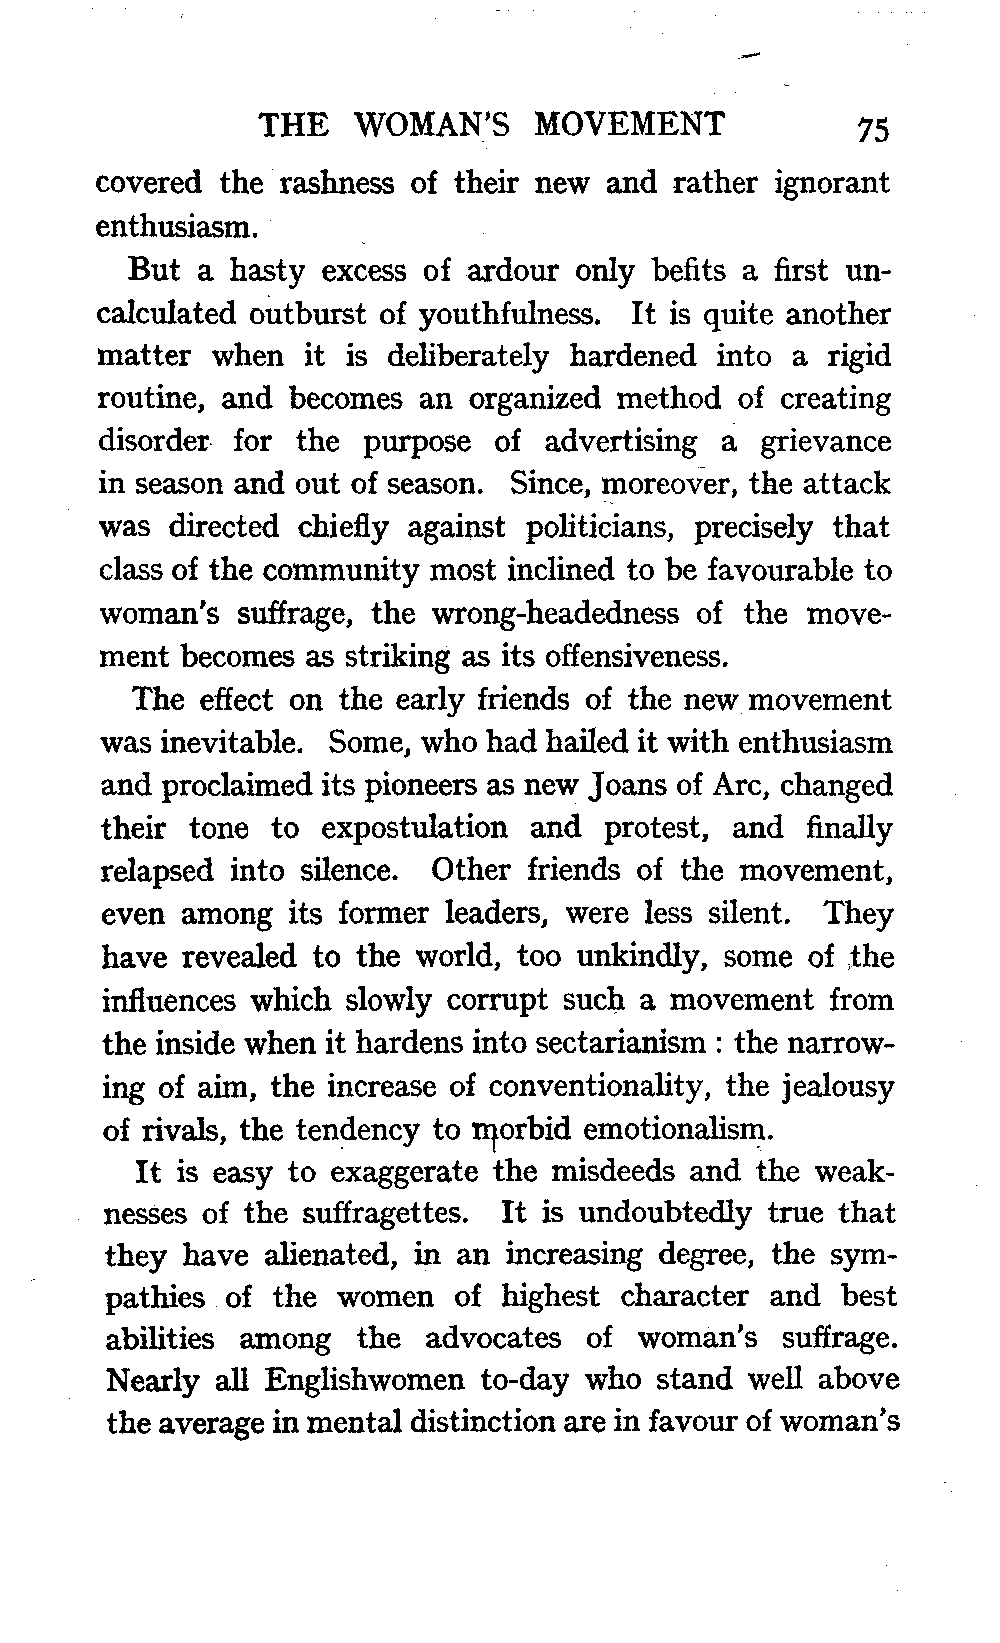 THE WOMAN'S MOVEMENT 75
covered the rashness of their new and rather ignorant
enthusiasm.
But a hasty excess of ardour only befits a first un-
calculated outburst of youthfulness. It is quite another
matter when it is deliberately hardened into a rigid
routine, and becomes an organized method of creating
disorder for the purpose of advertising a grievance
in season and out of season. Since, moreover, the attack
was directed chiefly against politicians, precisely that
class of the community most inclined to be favourable to
woman's suffrage, the wrong-headedness of the move-
ment becomes as striking as its offensiveness.
The effect on the early friends of the new movement
was inevitable. Some, who had hailed it with enthusiasm
and proclaimed its pioneers as new Joans of Arc, changed
their tone to expostulation and protest, and finally
relapsed into silence. Other friends of the movement,
even among its former leaders, were less silent. They
have revealed to the world, too unkindly, some of the
influences which slowly corrupt such a movement from
the inside when it hardens into sectarianism : the narrow-
ing of aim, the increase of conventionality, the jealousy
of rivals, the tendency to morbid emotionalism.
It is easy to exaggerate the misdeeds and the weak-
nesses of the suffragettes. It is undoubtedly true that
they have alienated, in an increasing degree, the sym-
pathies of the women of highest character and best
abilities among the advocates of woman's suffrage.
Nearly all Englishwomen to-day who stand well above
the average in mental distinction are in favour of woman's